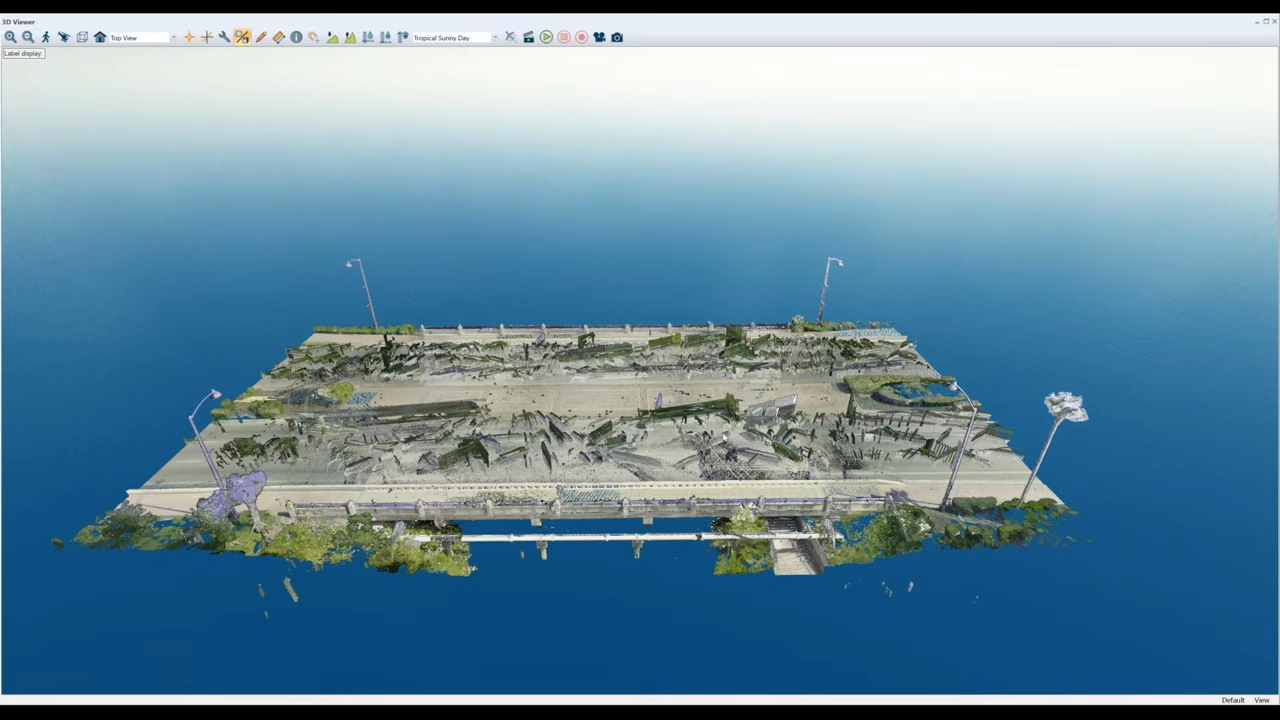 3D Viewer
Top View
Tropical Sunny Day
Label display:
Default View